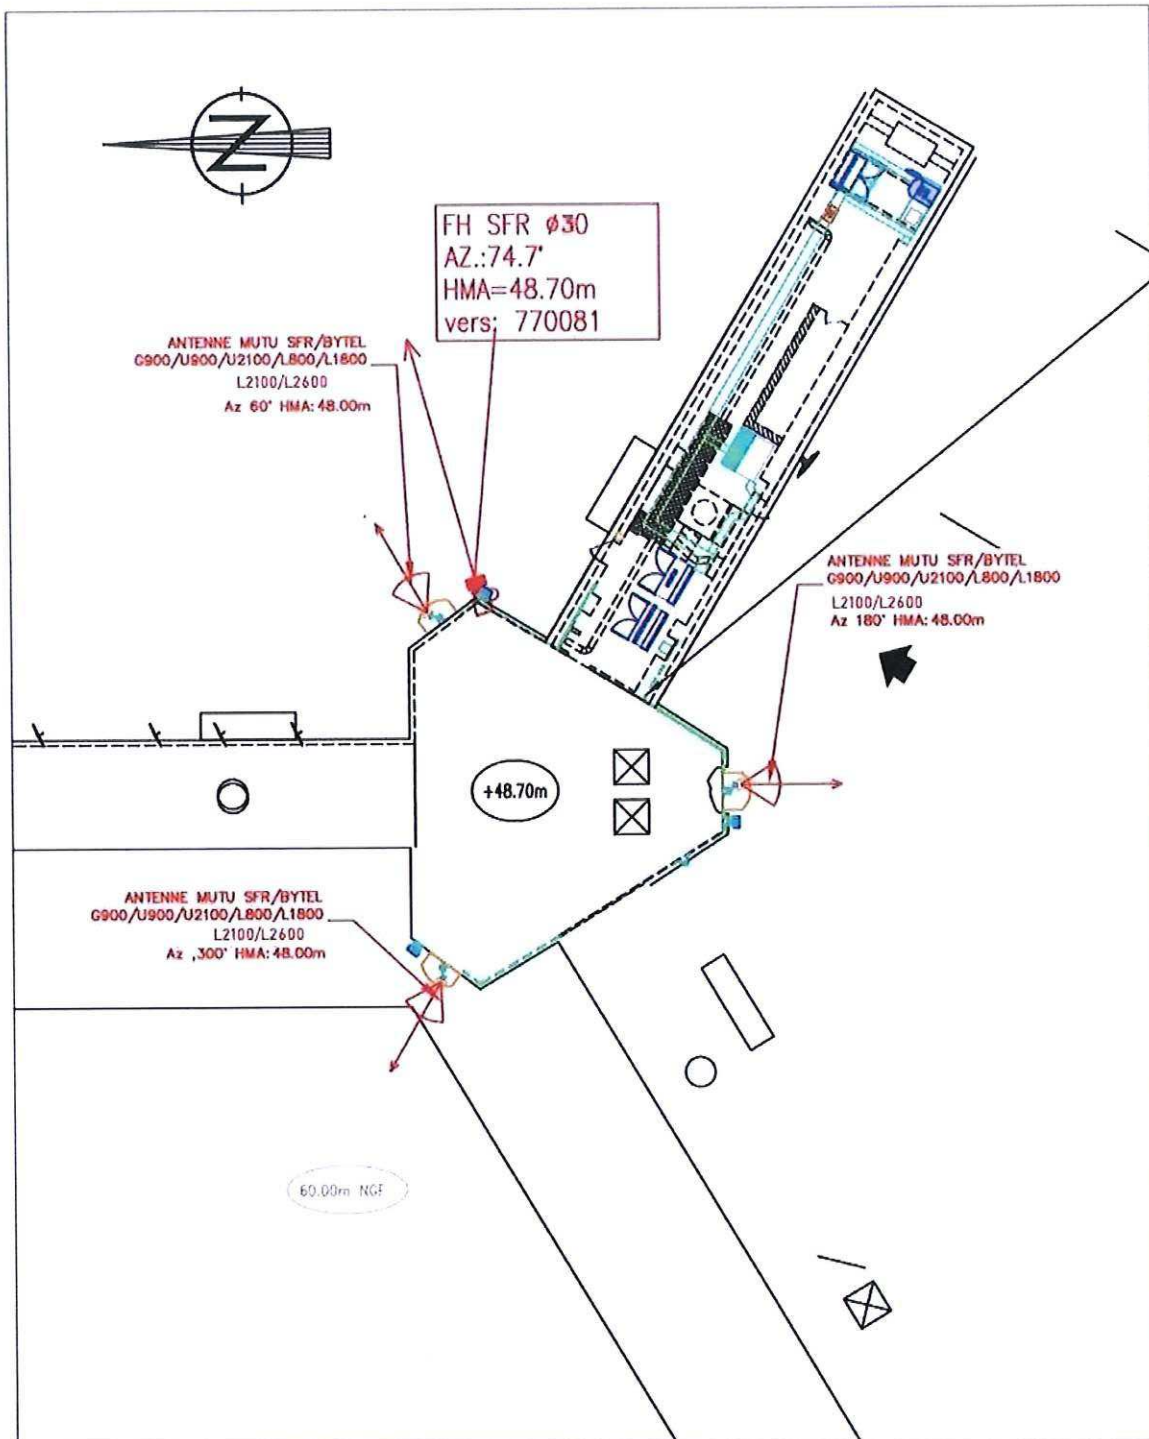 N
FH SFR ø30
AZ.:74.7°
HMA=48.70m
vers: 770081
ANTENNE MUTU SFR/BYTEL
G900/U900/U2100/L800/L1800
L2100/L2600
Az 60° HMA: 48.00m
ANTENNE MUTU SFR/BYTEL
G900/U900/U2100/L800/L1800
L2100/L2600
Az 180° HMA: 48.00m
+48.70m
ANTENNE MUTU SFR/BYTEL
G900/U900/U2100/L800/L1800
L2100/L2600
Az ,300° HMA: 48.00m
60.00m NGF